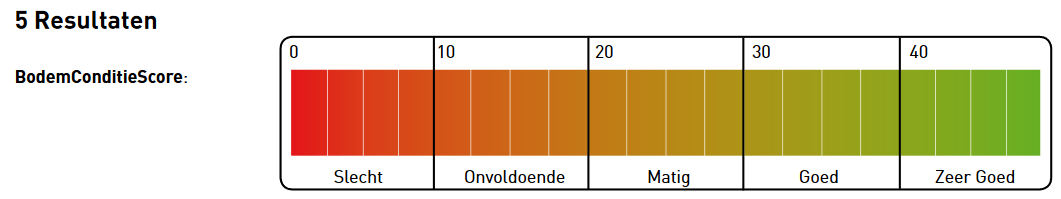 5 Resultaten
0 10 20 30 40
BodemConditieScore:
Slecht Onvoldoende Matig Goed Zeer Goed